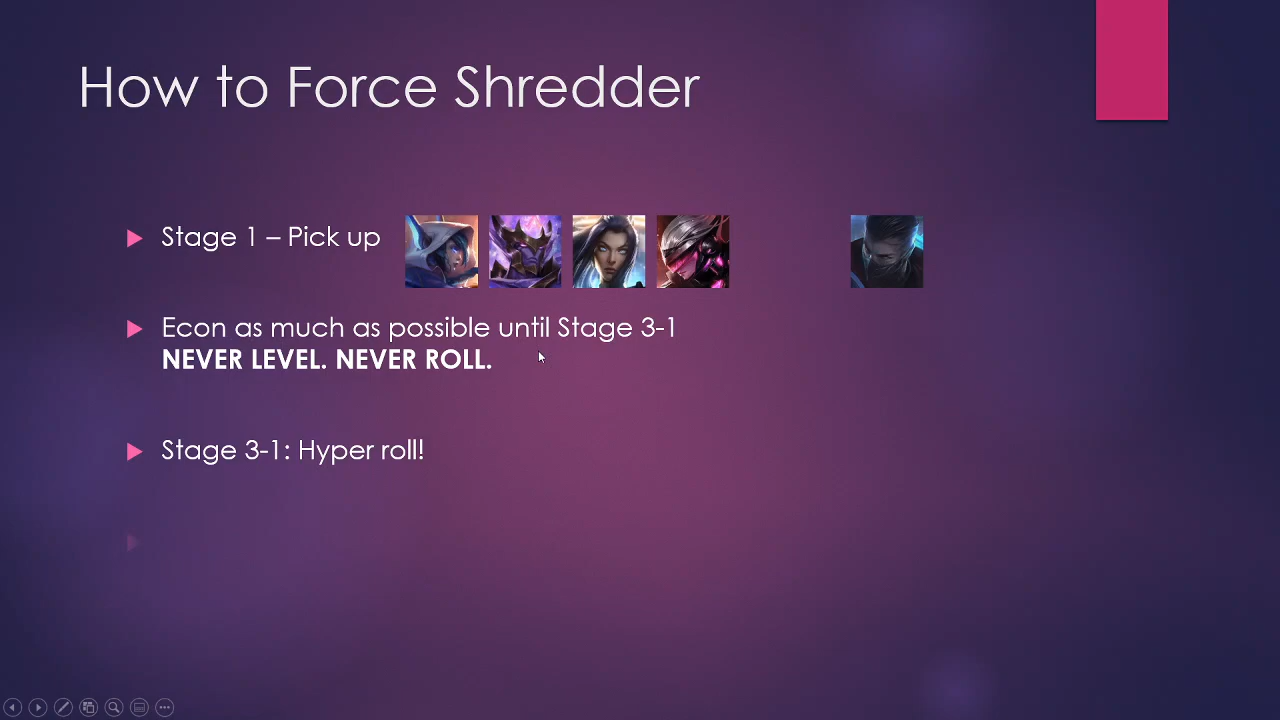 How to Force Shredder
Stage 1 – Pick up
Econ as much as possible until Stage 3-1
NEVER LEVEL. NEVER ROLL.
Stage 3-1: Hyper roll!